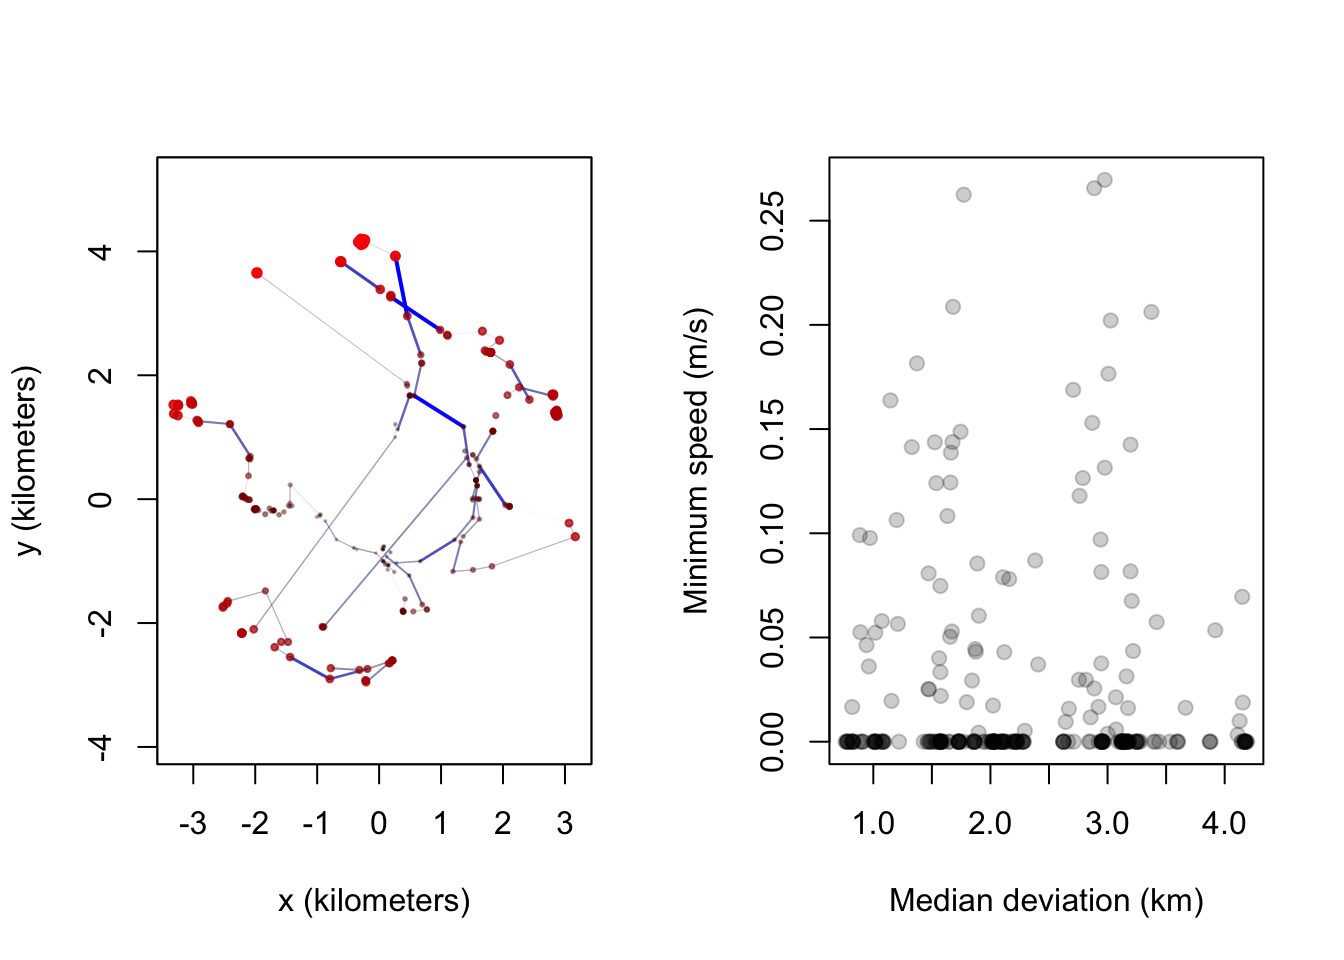 y (kilometers)
4
2
0
-2
-4
-3 -2 -1 0 1 2 3
x (kilometers)
Minimum speed (m/s)
0.25
0.20
0.15
0.10
0.05
0.00
1.0 2.0 3.0 4.0
Median deviation (km)